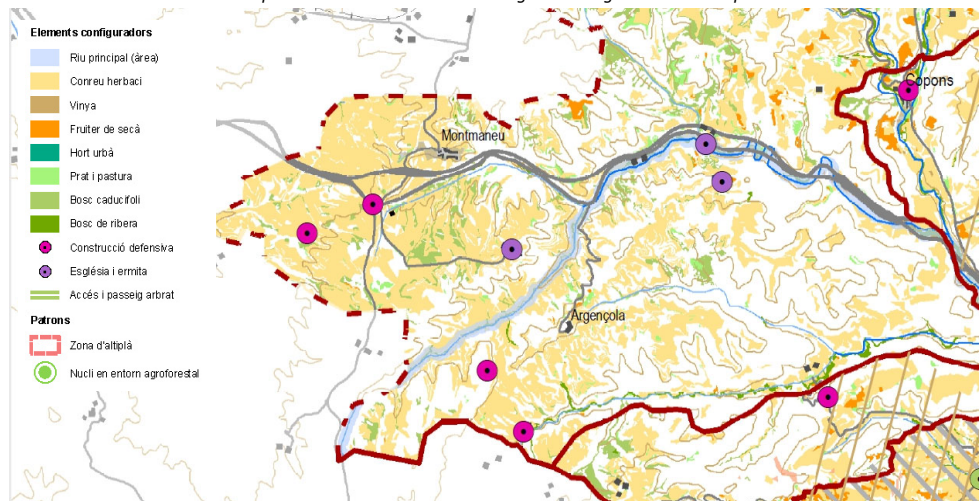 Elements configuradors
Riu principal (àrea)
Conreu herbaci
Vinya
Fruiter de secà
Hort urbà
Prat i pastura
Bosc caducifoli
Bosc de ribera
Construcció defensiva
Església i ermita
Accés i passeig arbrat
Patrons
Zona d'altiplà
Nucli en entorn agroforestal
Copons
Montmaneu
Argençola